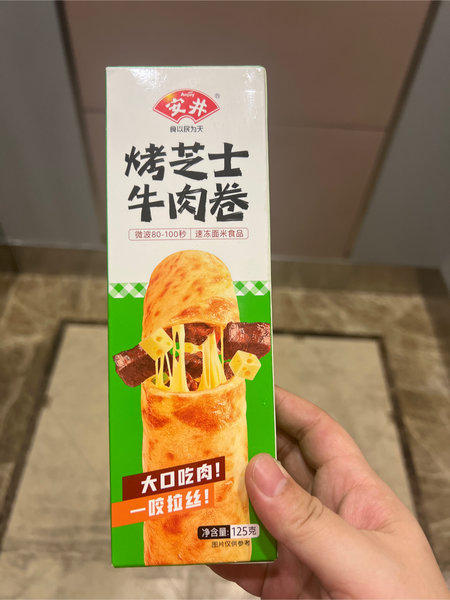 Anjoy
安井
®
食以民为天
烤芝士
牛肉卷
微波80-100秒 速冻面米食品
大口吃肉!
一咬拉丝!
净含量: 125克
图片仅供参考